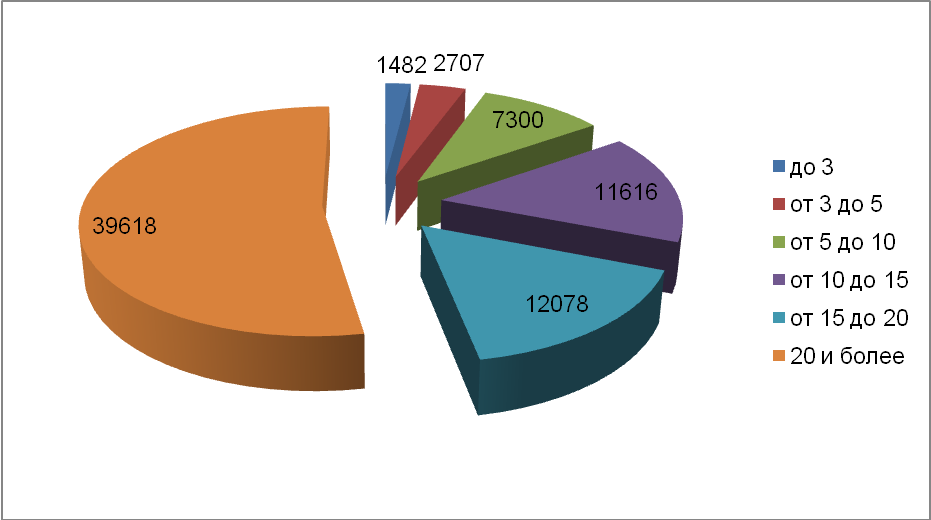 1482
2707
7300
11616
12078
39618
до 3
от 3 до 5
от 5 до 10
от 10 до 15
от 15 до 20
20 и более